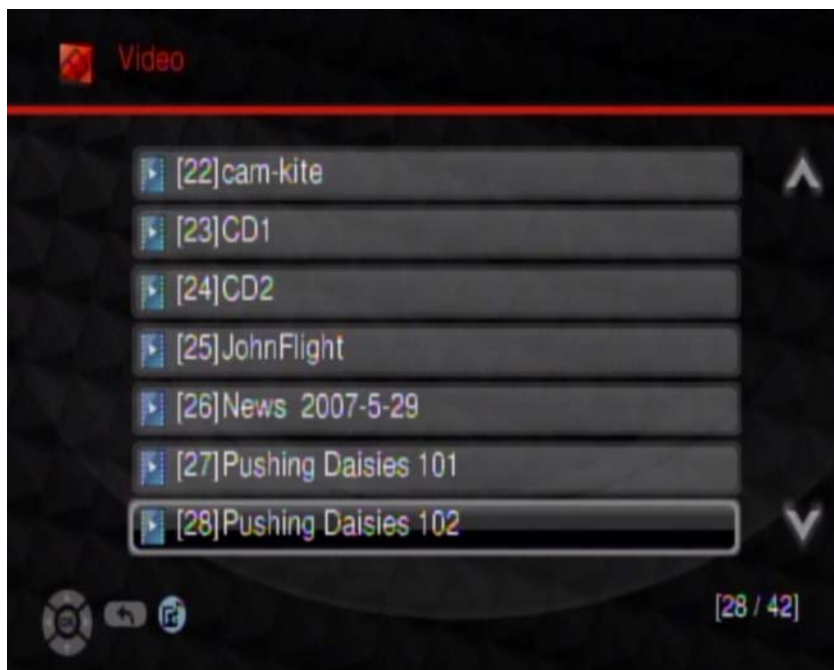 Video
[22]cam-kite
[23]CD1
[24]CD2
[25]JohnFlight
[26]News 2007-5-29
[27]Pushing Daisies 101
[28]Pushing Daisies 102
OK
[28 / 42]